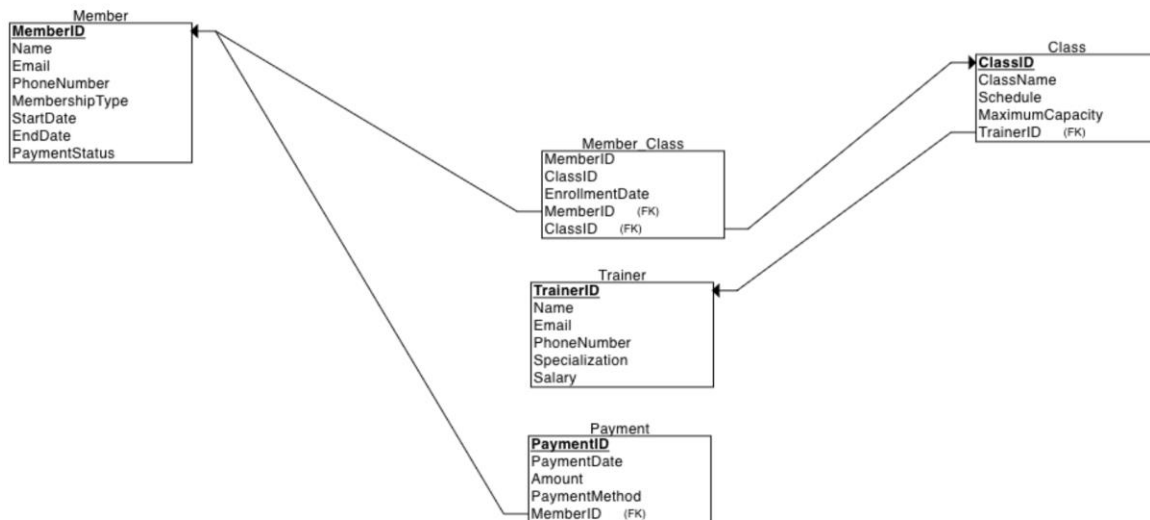 Member
MemberID
Name
Email
PhoneNumber
MembershipType
StartDate
EndDate
PaymentStatus
Class
ClassID
ClassName
Schedule
MaximumCapacity
TrainerID (FK)
Member_Class
MemberID
ClassID
EnrollmentDate
MemberID (FK)
ClassID (FK)
Trainer
TrainerID
Name
Email
PhoneNumber
Specialization
Salary
Payment
PaymentID
PaymentDate
Amount
PaymentMethod
MemberID (FK)